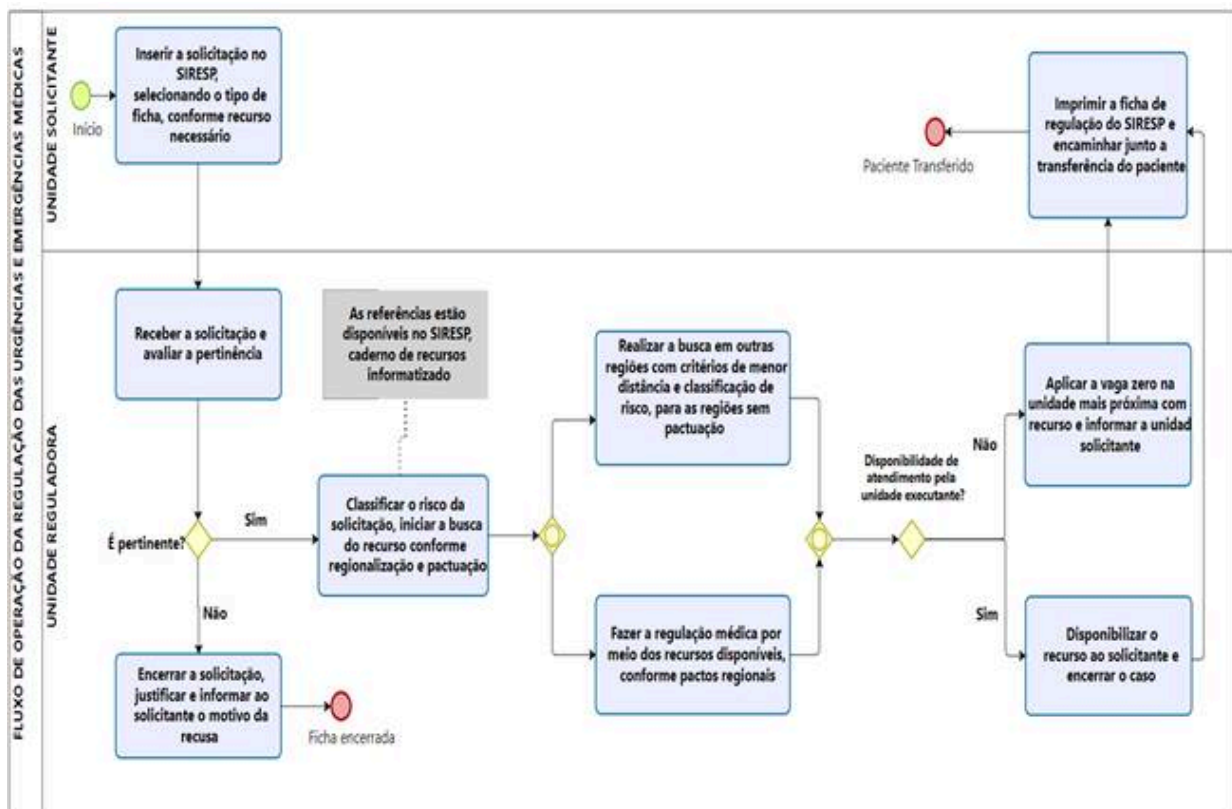 FLUXO DE OPERAÇÃO DA REGULAÇÃO DAS URGÊNCIAS E EMERGÊNCIAS MÉDICAS
UNIDADE SOLICITANTE
Início
Inserir a solicitação no
SIRESP,
selecionando o tipo de
ficha, conforme recurso
necessário
Paciente Transferido
Imprimir a ficha de
regulação do SIRESP e
encaminhar junto a
transferência do paciente
UNIDADE REGULADORA
Receber a solicitação e
avaliar a pertinência
É pertinente?
Sim
Não
Encerrar a solicitação,
justificar e informar ao
solicitante o motivo da
recusa
Ficha encerrada
As referências estão
disponíveis no SIRESP,
caderno de recursos
informatizado
Classificar o risco da
solicitação, iniciar a busca
do recurso conforme
regionalização e pactuação
Realizar a busca em outras
regiões com critérios de menor
distância e classificação de
risco, para as regiões sem
pactuação
Fazer a regulação médica por
meio dos recursos disponíveis,
conforme pactos regionais
Disponibilidade de
atendimento pela
unidade executante?
Não
Aplicar a vaga zero na
unidade mais próxima com
recurso e informar a unidad
solicitante
Sim
Disponibilizar o
recurso ao solicitante e
encerrar o caso